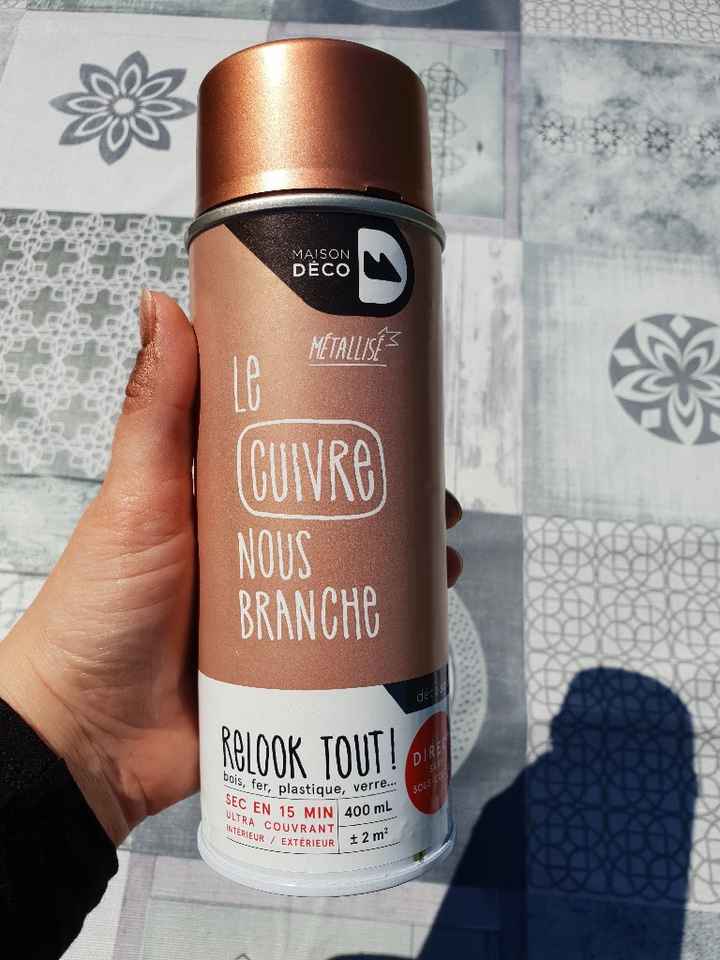 MAISON
DÉCO
MÉTALLISÉ
Le
CUIVRe
NOUS
BRANCHe
ReLOOK TOUT!
bois, fer, plastique, verre...
SEC EN 15 MIN
ULTRA COUVRANT
INTÉRIEUR / EXTÉRIEUR
400 mL
± 2 m²